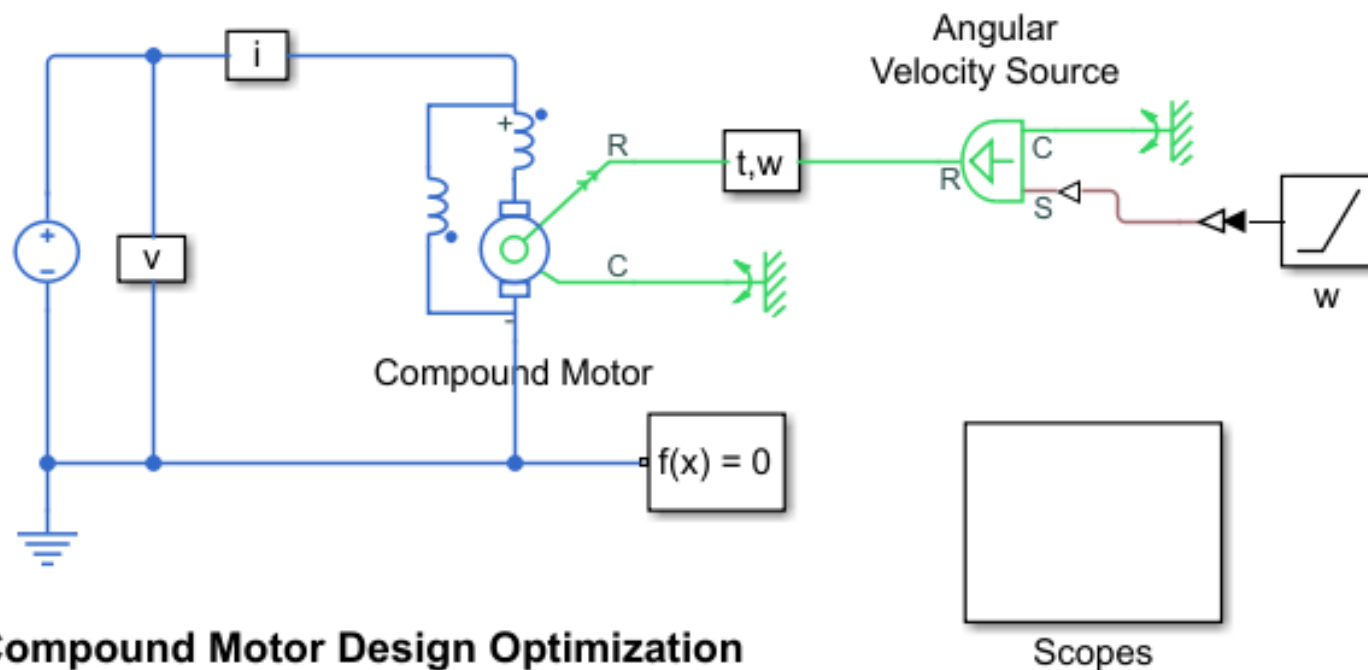 Angular
Velocity Source
i
+
R
t,w
C
R
S
+
−
v
C
w
-
Compound Motor
f(x) = 0
Compound Motor Design Optimization
Scopes